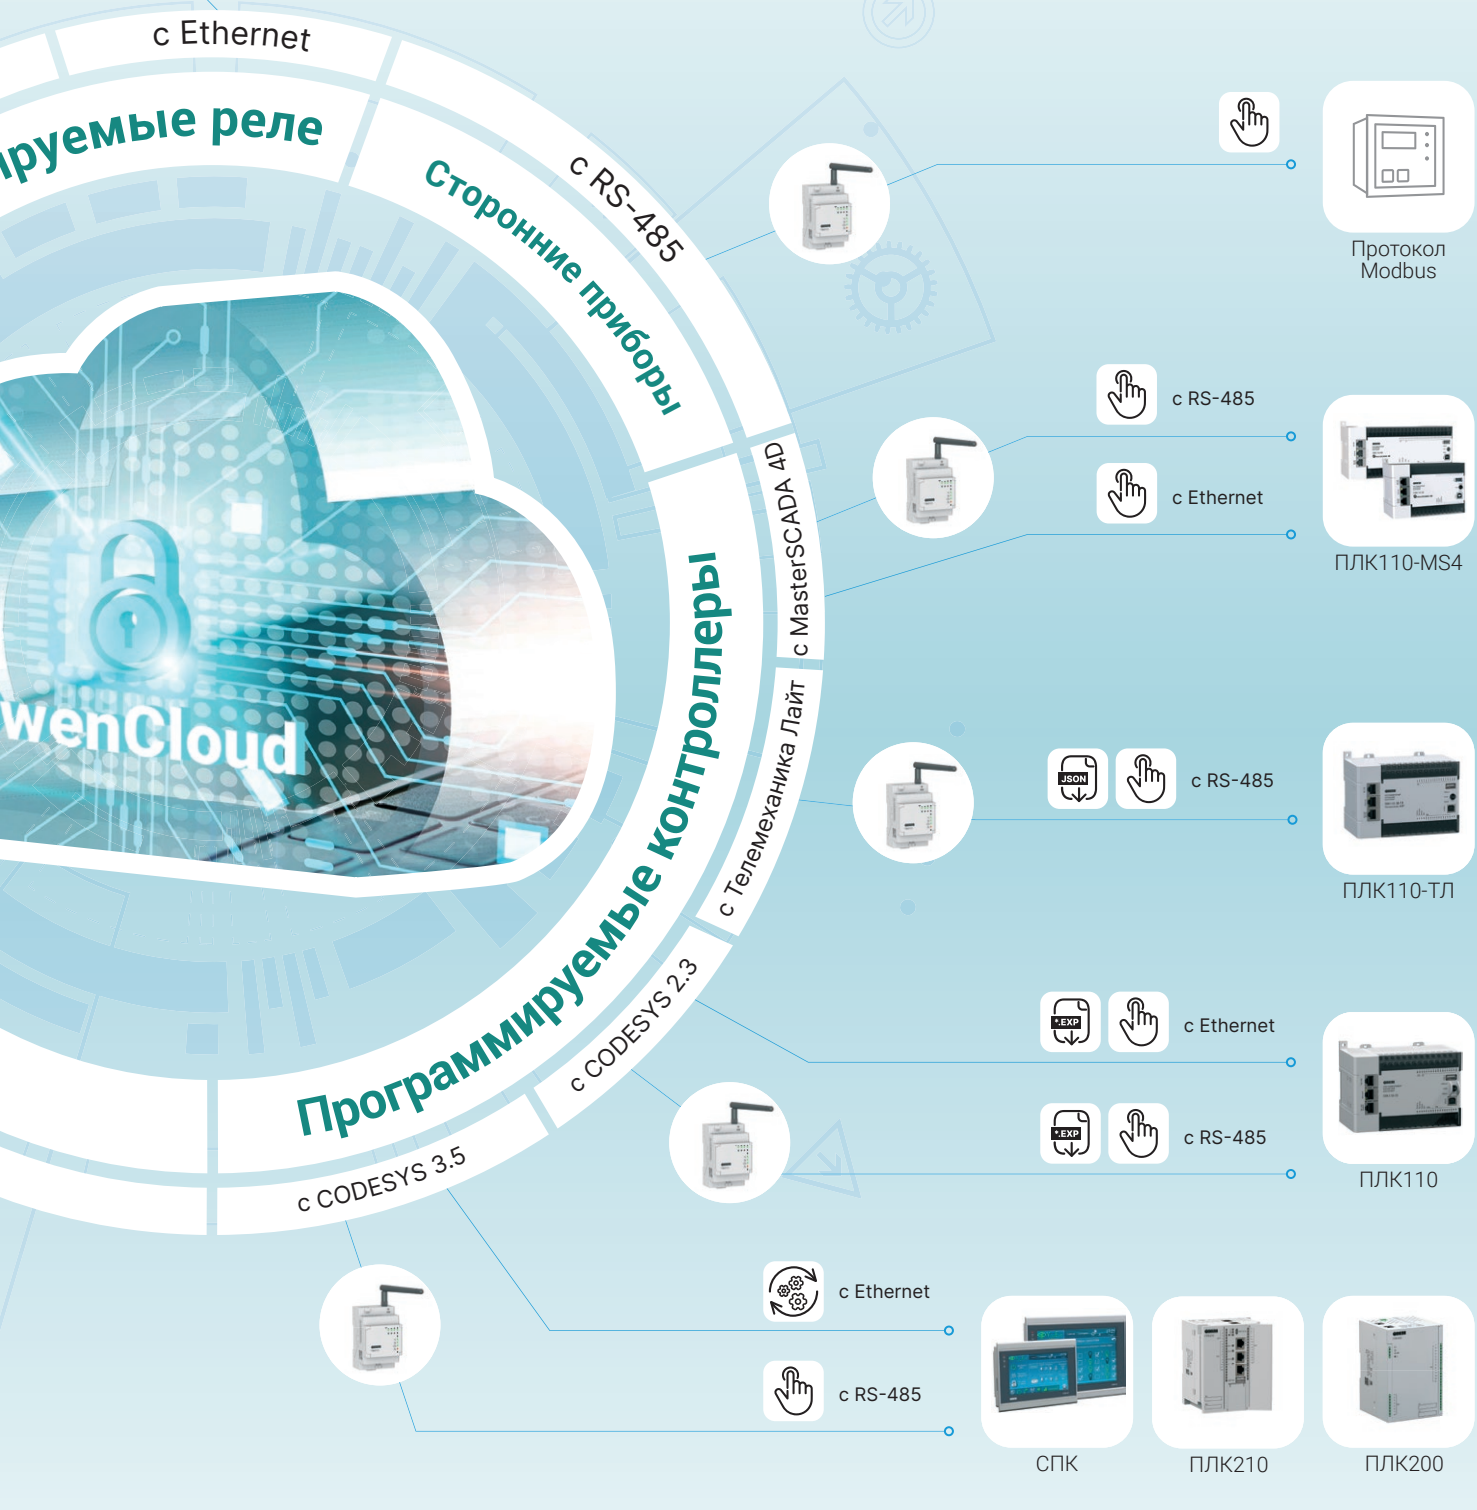 с Ethernet
руемые реле
Сторонние приборы
с RS-485
Протокол
Modbus
с RS-485
с Ethernet
ПЛК110-MS4
с MasterSCADA 4D
Программируемые контроллеры
wenCloud
с Телемеханика Лайт
JSON
с RS-485
ПЛК110-ТЛ
с CODESYS 2.3
*.EXP
с Ethernet
*.EXP
с RS-485
ПЛК110
с CODESYS 3.5
с Ethernet
с RS-485
СПК
ПЛК210
ПЛК200